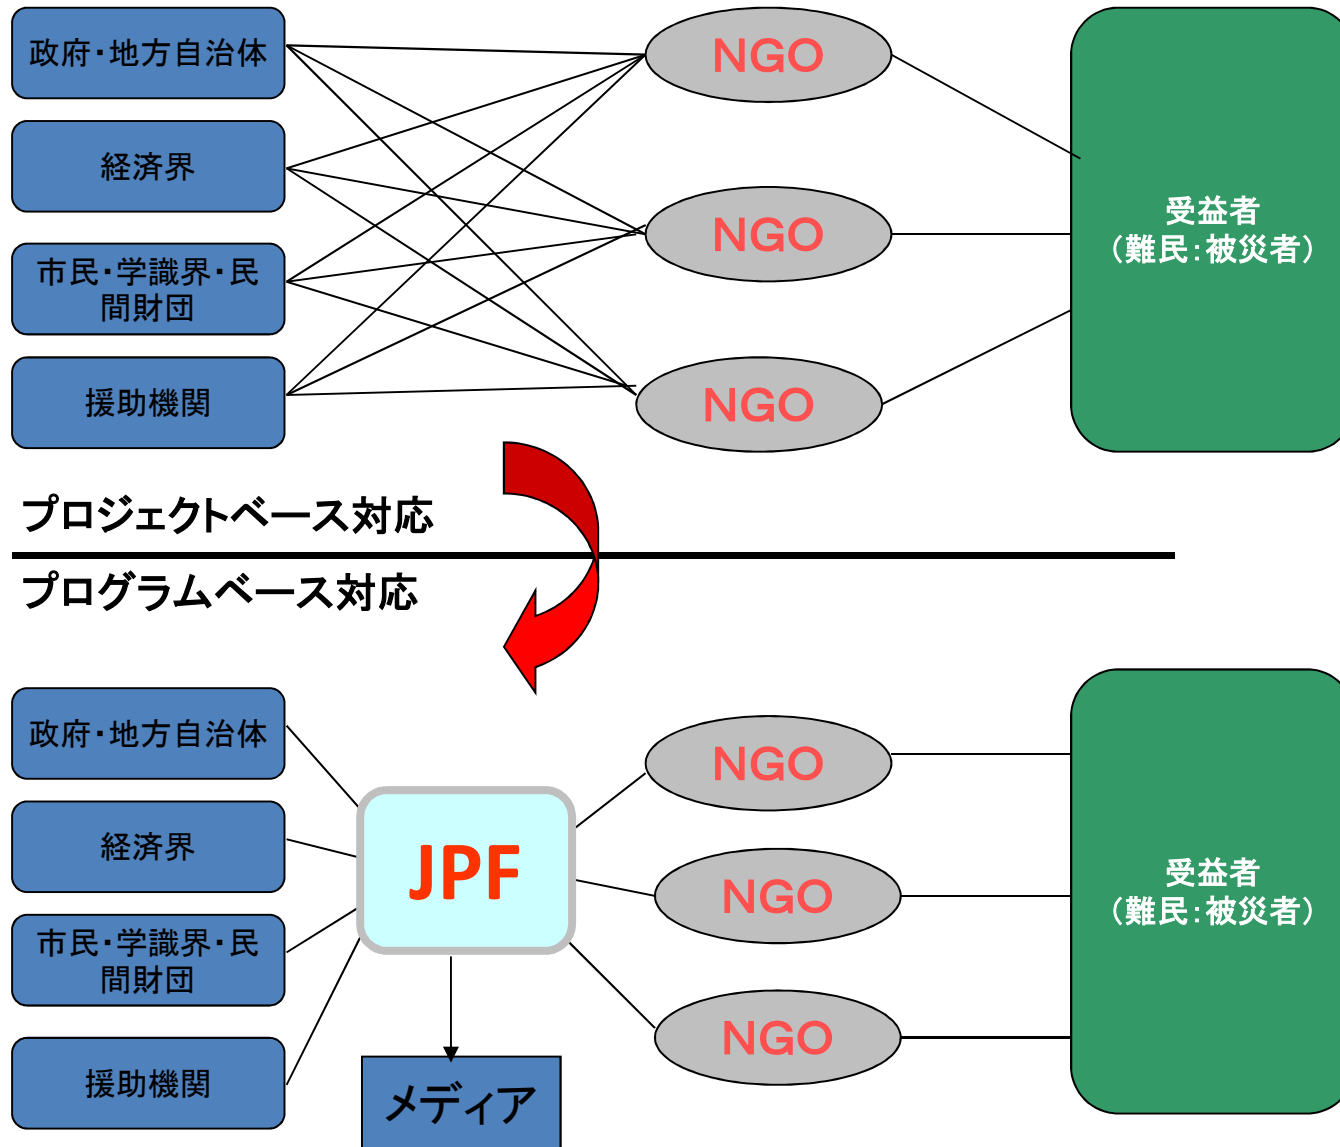 政府・地方自治体
NGO
経済界
受益者
（難民：被災者）
NGO
市民・学識界・民
間財団
援助機関
NGO
プロジェクトベース対応
プログラムベース対応
政府・地方自治体
NGO
経済界
JPF
受益者
（難民：被災者）
NGO
市民・学識界・民
間財団
NGO
援助機関
メディア